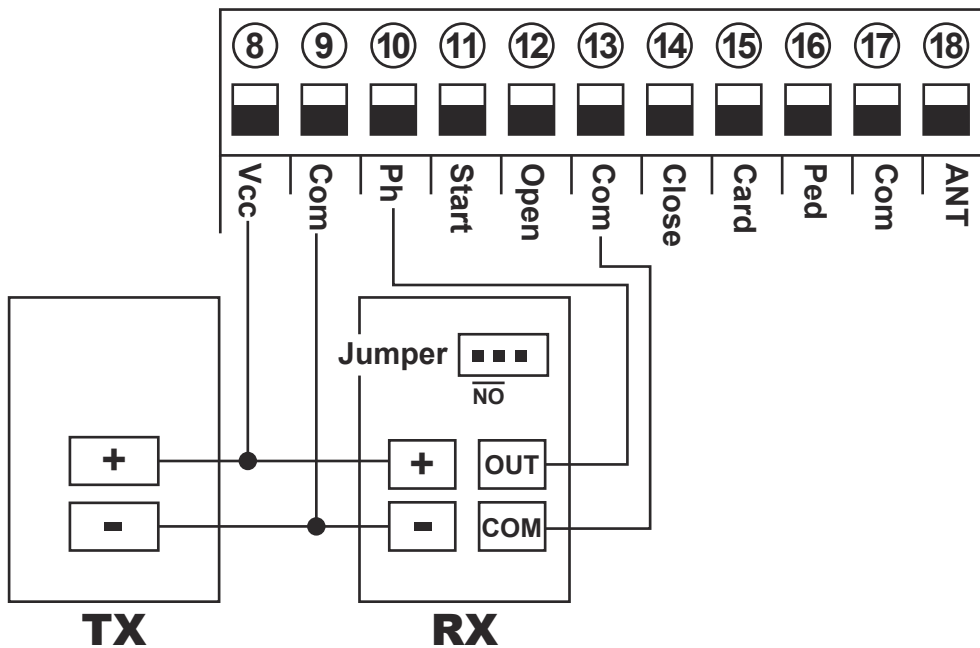 8 9 10 11 12 13 14 15 16 17 18
Vcc Com Ph Start Open Com Close Card Ped Com ANT
Jumper
NO
+ + OUT
- - COM
TX RX